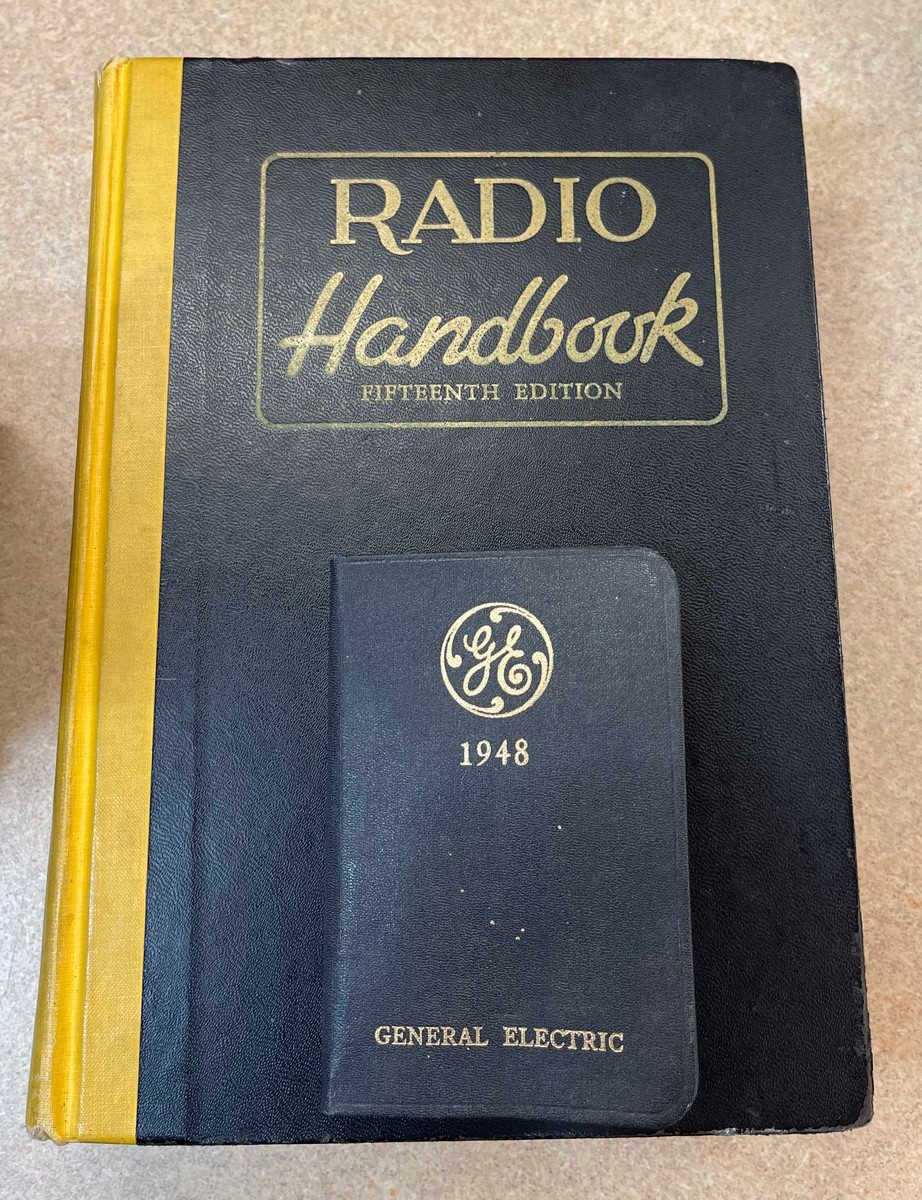 RADIO
Handbook
FIFTEENTH EDITION
GE
1948
GENERAL ELECTRIC